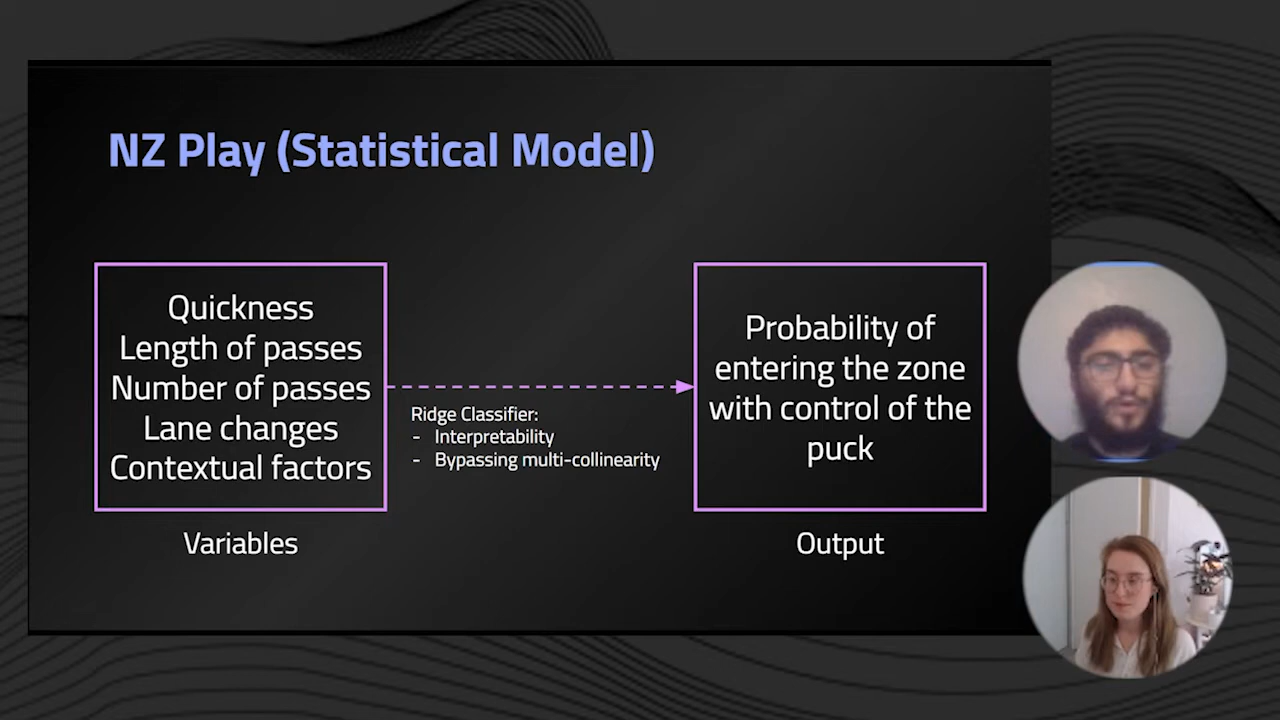 NZ Play (Statistical Model)
Quickness
Length of passes
Number of passes
Lane changes
Contextual factors
Variables
Ridge Classifier:
- Interpretability
- Bypassing multi-collinearity
Probability of
entering the zone
with control of the
puck
Output